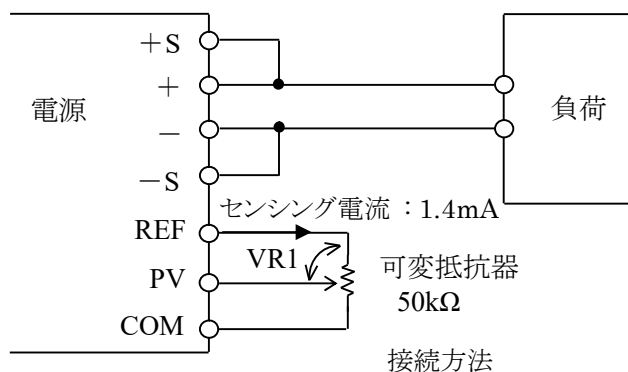 +S
+
電源
負荷
−
−S
センシング電流 : 1.4mA
REF
VR1
可変抵抗器
PV
50kΩ
COM
接続方法